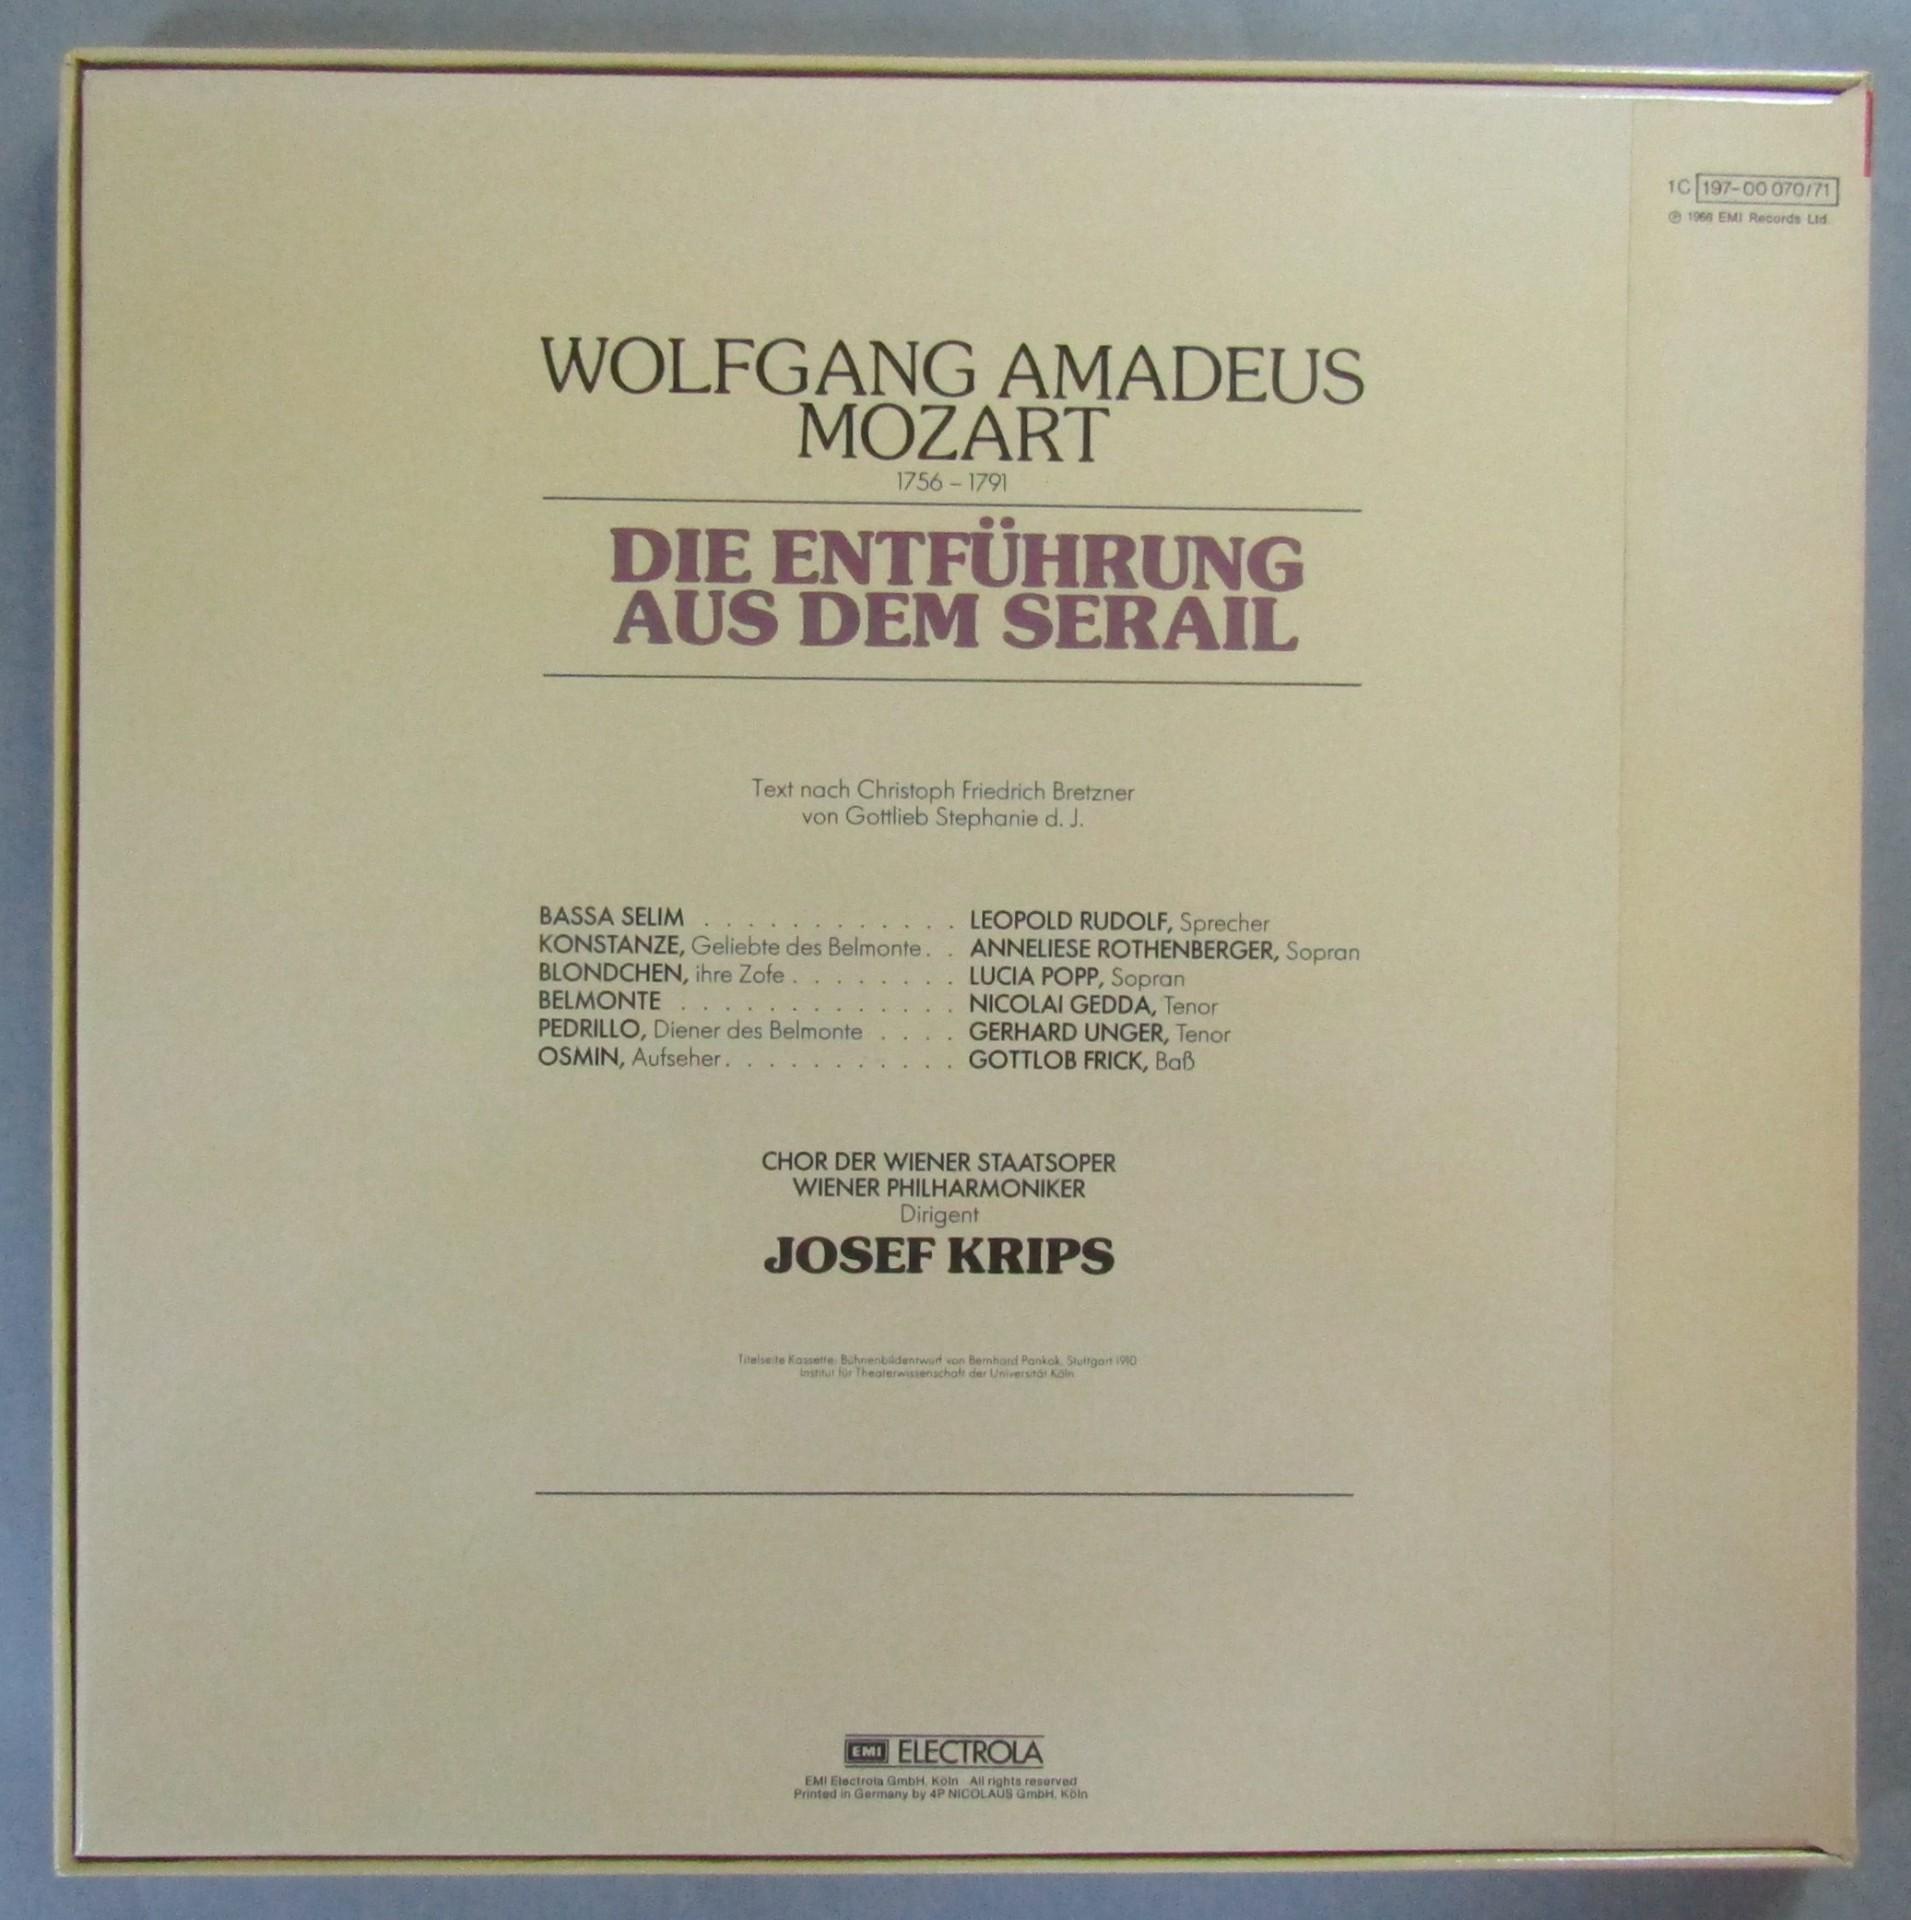 1C 197-00 070/71
℗ 1966 EMI Records Ltd.
WOLFGANG AMADEUS
MOZART
1756 – 1791
DIE ENTFÜHRUNG
AUS DEM SERAIL
Text nach Christoph Friedrich Bretzner
von Gottlieb Stephanie d. J.
BASSA SELIM . . . . . . . . . . . . LEOPOLD RUDOLF, Sprecher
KONSTANZE, Geliebte des Belmonte . . ANNELIESE ROTHENBERGER, Sopran
BLONDCHEN, ihre Zofe . . . . . . . . . LUCIA POPP, Sopran
BELMONTE . . . . . . . . . . . . . NICOLAI GEDDA, Tenor
PEDRILLO, Diener des Belmonte . . . . GERHARD UNGER, Tenor
OSMIN, Aufseher . . . . . . . . . . . GOTTLOB FRICK, Baß
CHOR DER WIENER STAATSOPER
WIENER PHILHARMONIKER
Dirigent
JOSEF KRIPS
Titelseite Kassette: Bühnenbildentwurf von Bernhard Pankok, Stuttgart 1910
Institut für Theaterwissenschaft der Universität Köln
EMI ELECTROLA
EMI Electrola GmbH, Köln All rights reserved
Printed in Germany by 4P NICOLAUS GmbH, Köln